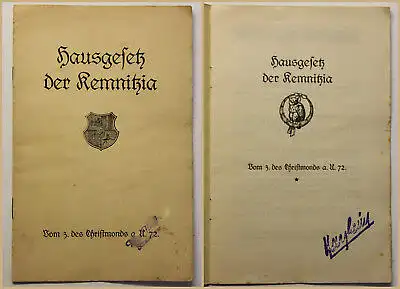 Hausgesetz
der Kemnitzia
Vom 3. des Christmonds a. U. 72.
Hausgesetz
der Kemnitzia
Vom 3. des Christmonds a. U. 72.
*